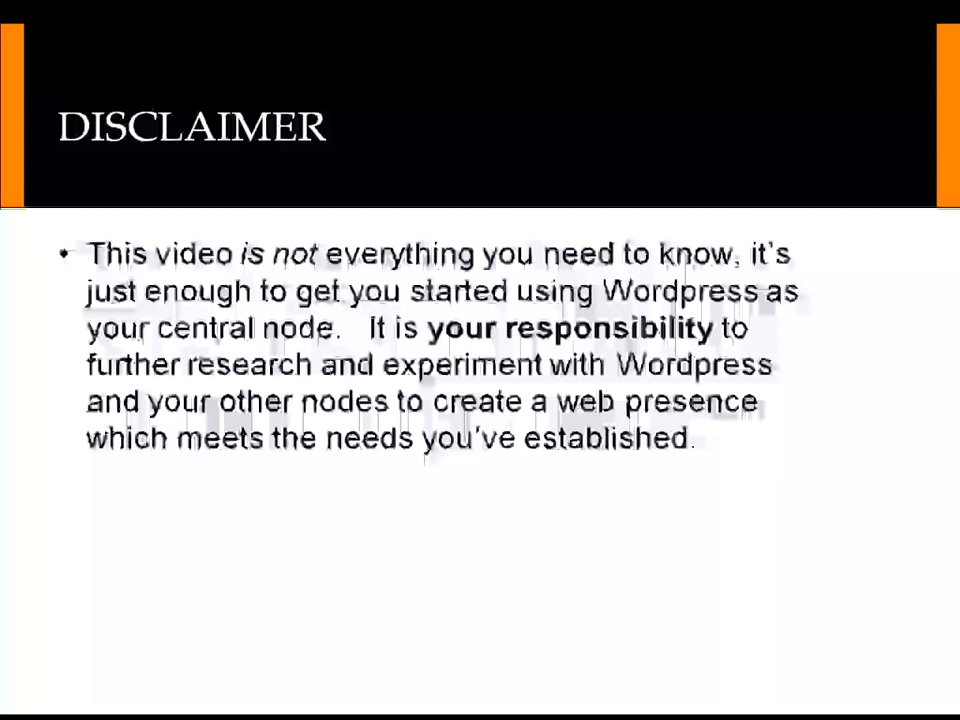 DISCLAIMER
• This video is not everything you need to know, it's
just enough to get you started using Wordpress as
your central node. It is your responsibility to
further research and experiment with Wordpress
and your other nodes to create a web presence
which meets the needs you've established.